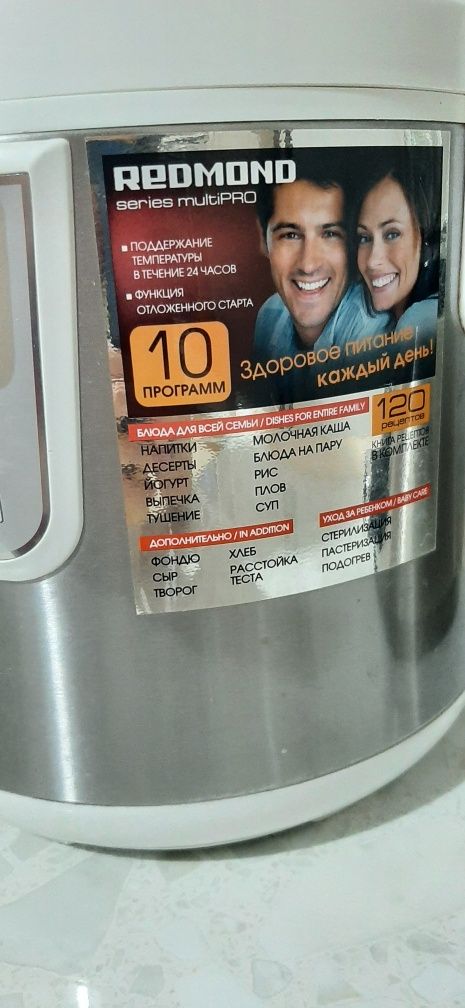 REDMOND
series multiPRO
▪ ПОДДЕРЖАНИЕ
ТЕМПЕРАТУРЫ
В ТЕЧЕНИЕ 24 ЧАСОВ
▪ ФУНКЦИЯ
ОТЛОЖЕННОГО СТАРТА
10
ПРОГРАММ
Здоровое питание
каждый день!
БЛЮДА ДЛЯ ВСЕЙ СЕМЬИ / DISHES FOR ENTIRE FAMILY
НАПИТКИ
ДЕСЕРТЫ
ЙОГУРТ
ВЫПЕЧКА
ТУШЕНИЕ
МОЛОЧНАЯ КАША
БЛЮДА НА ПАРУ
РИС
ПЛОВ
СУП
120
рецептов
КНИГА РЕЦЕПТОВ
В КОМПЛЕКТЕ
ДОПОЛНИТЕЛЬНО / IN ADDITION
ФОНДЮ
СЫР
ТВОРОГ
ХЛЕБ
РАССТОЙКА
ТЕСТА
УХОД ЗА РЕБЕНКОМ / BABY CARE
СТЕРИЛИЗАЦИЯ
ПАСТЕРИЗАЦИЯ
ПОДОГРЕВ